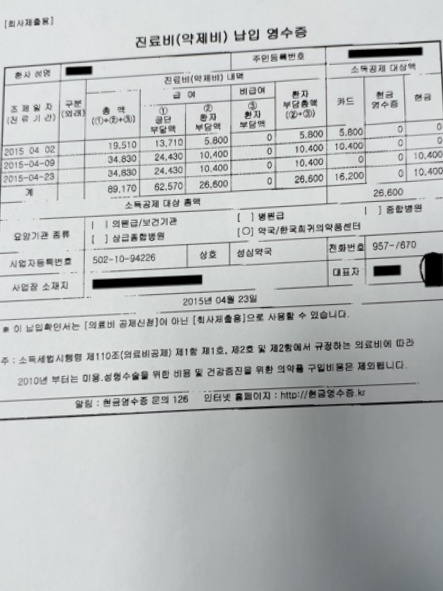 [회사제출용]
진료비(약제비) 납입 영수증
환자 성명 주민등록번호
진료비(약제비) 내역 소득공제 대상액
조제일자 (진료기간) 구분 (외래) 총 액 (①+②+③) 급 여 비급여 환자 부담총액 (②+③) 카드 현금 영수증 현금
① 공단 부담액 ② 환자 부담액 ③ 환자 부담액
2015 04 02 19,510 13,710 5,800 0 5,800 5,800 0 0
2015-04-09 34,830 24,430 10,400 0 10,400 10,400 0 0
2015-04-23 34,830 24,430 10,400 0 10,400 0 0 10,400
계 89,170 62,570 26,600 0 26,600 16,200 0 10,400
소득공제 대상 총액 26,600
요양기관 종류 [ ] 의원급/보건기관 [ ] 병원급 [ ] 종합병원
[ ] 상급종합병원 [○] 약국/한국희귀의약품센터
사업자등록번호 502-10-94226 상호 성심약국 전화번호 957-/670
사업장 소재지 대표자
2015년 04월 23일
※ 이 납입확인서는 [의료비 공제신청]에 아닌 [회사제출용]으로 사용할 수 있습니다.
주 : 소득세법시행령 제110조(의료비공제) 제1항 제1호, 제2호 및 제2항에서 규정하는 의료비에 따라
2010년 부터는 미용.성형수술을 위한 비용 및 건강증진을 위한 의약품 구입비용은 제외됩니다.
알림 : 현금영수증 문의 126 인터넷 홈페이지 : http://현금영수증.kr